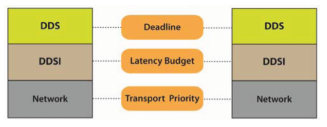 DDS Deadline DDS
DDSI Latency Budget DDSI
Network Transport Priority Network